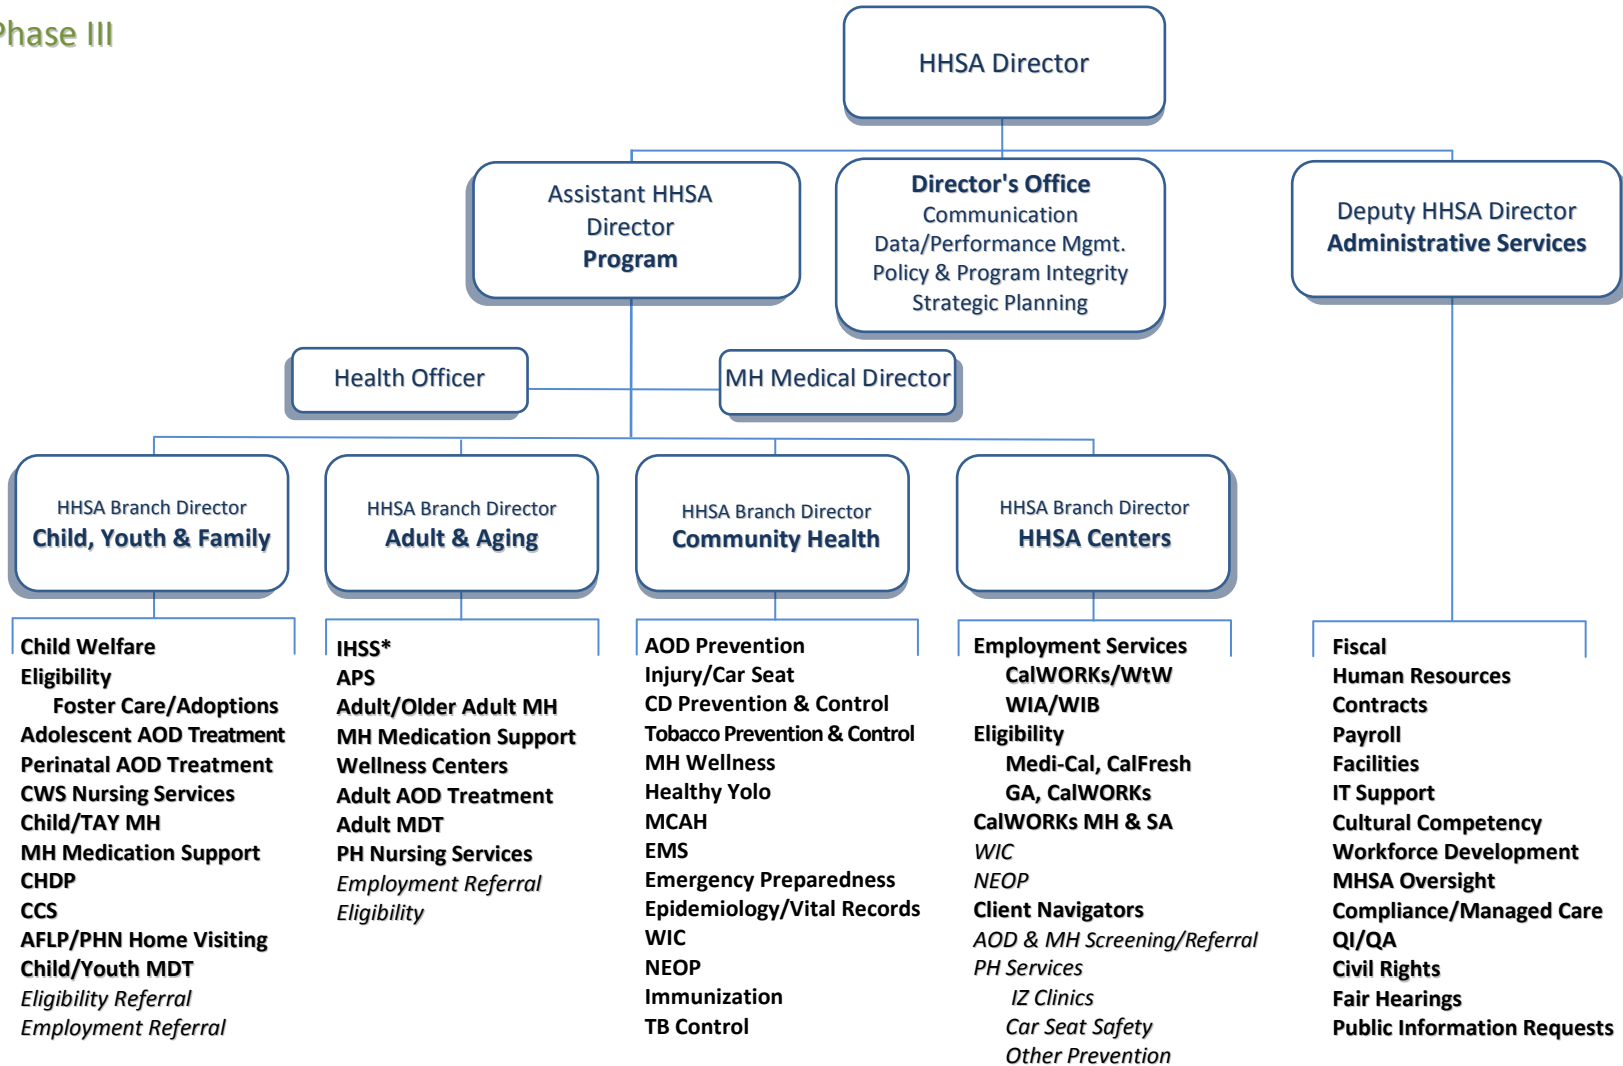 Phase III
HHSA Director
Assistant HHSA
Director
Program
Director's Office
Communication
Data/Performance Mgmt.
Policy & Program Integrity
Strategic Planning
Deputy HHSA Director
Administrative Services
Health Officer
MH Medical Director
HHSA Branch Director
Child, Youth & Family
HHSA Branch Director
Adult & Aging
HHSA Branch Director
Community Health
HHSA Branch Director
HHSA Centers
Child Welfare
Eligibility
Foster Care/Adoptions
Adolescent AOD Treatment
Perinatal AOD Treatment
CWS Nursing Services
Child/TAY MH
MH Medication Support
CHDP
CCS
AFLP/PHN Home Visiting
Child/Youth MDT
Eligibility Referral
Employment Referral
IHSS*
APS
Adult/Older Adult MH
MH Medication Support
Wellness Centers
Adult AOD Treatment
Adult MDT
PH Nursing Services
Employment Referral
Eligibility
AOD Prevention
Injury/Car Seat
CD Prevention & Control
Tobacco Prevention & Control
MH Wellness
Healthy Yolo
MCAH
EMS
Emergency Preparedness
Epidemiology/Vital Records
WIC
NEOP
Immunization
TB Control
Employment Services
CalWORKs/WtW
WIA/WIB
Eligibility
Medi-Cal, CalFresh
GA, CalWORKs
CalWORKs MH & SA
WIC
NEOP
Client Navigators
AOD & MH Screening/Referral
PH Services
IZ Clinics
Car Seat Safety
Other Prevention
Fiscal
Human Resources
Contracts
Payroll
Facilities
IT Support
Cultural Competency
Workforce Development
MHSA Oversight
Compliance/Managed Care
QI/QA
Civil Rights
Fair Hearings
Public Information Requests